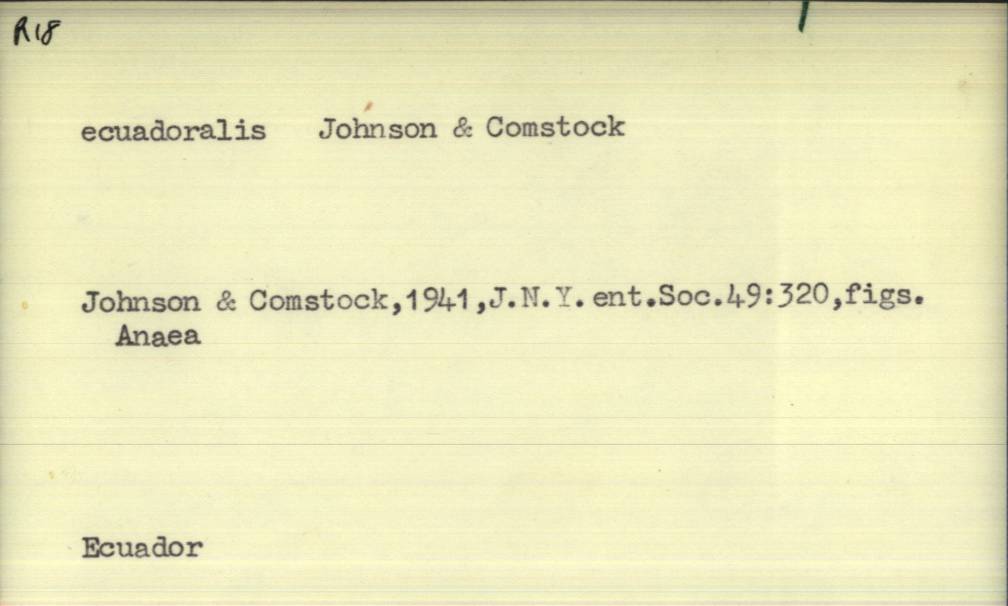 R18
ecuadoralis Johnson & Comstock
Johnson & Comstock,1941,J.N.Y.ent.Soc.49:320,figs.
Anaea
Ecuador